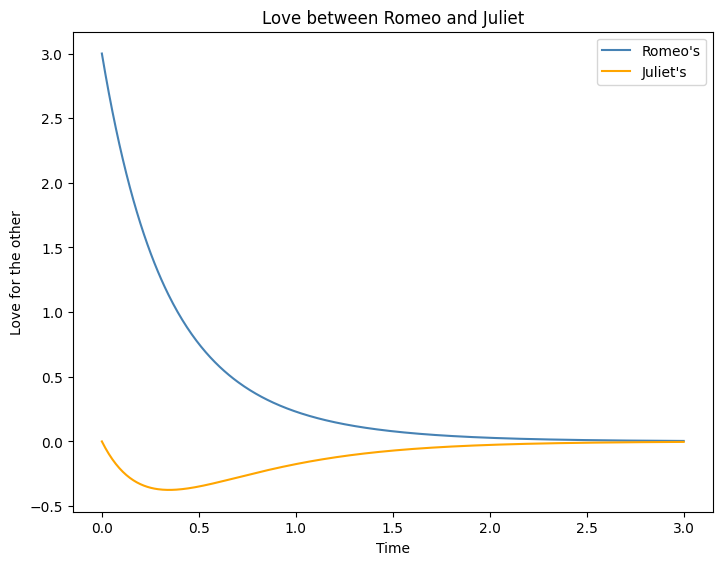 Love between Romeo and Juliet
Romeo's
Juliet's
Love for the other
3.0
2.5
2.0
1.5
1.0
0.5
0.0
−0.5
0.0 0.5 1.0 1.5 2.0 2.5 3.0
Time